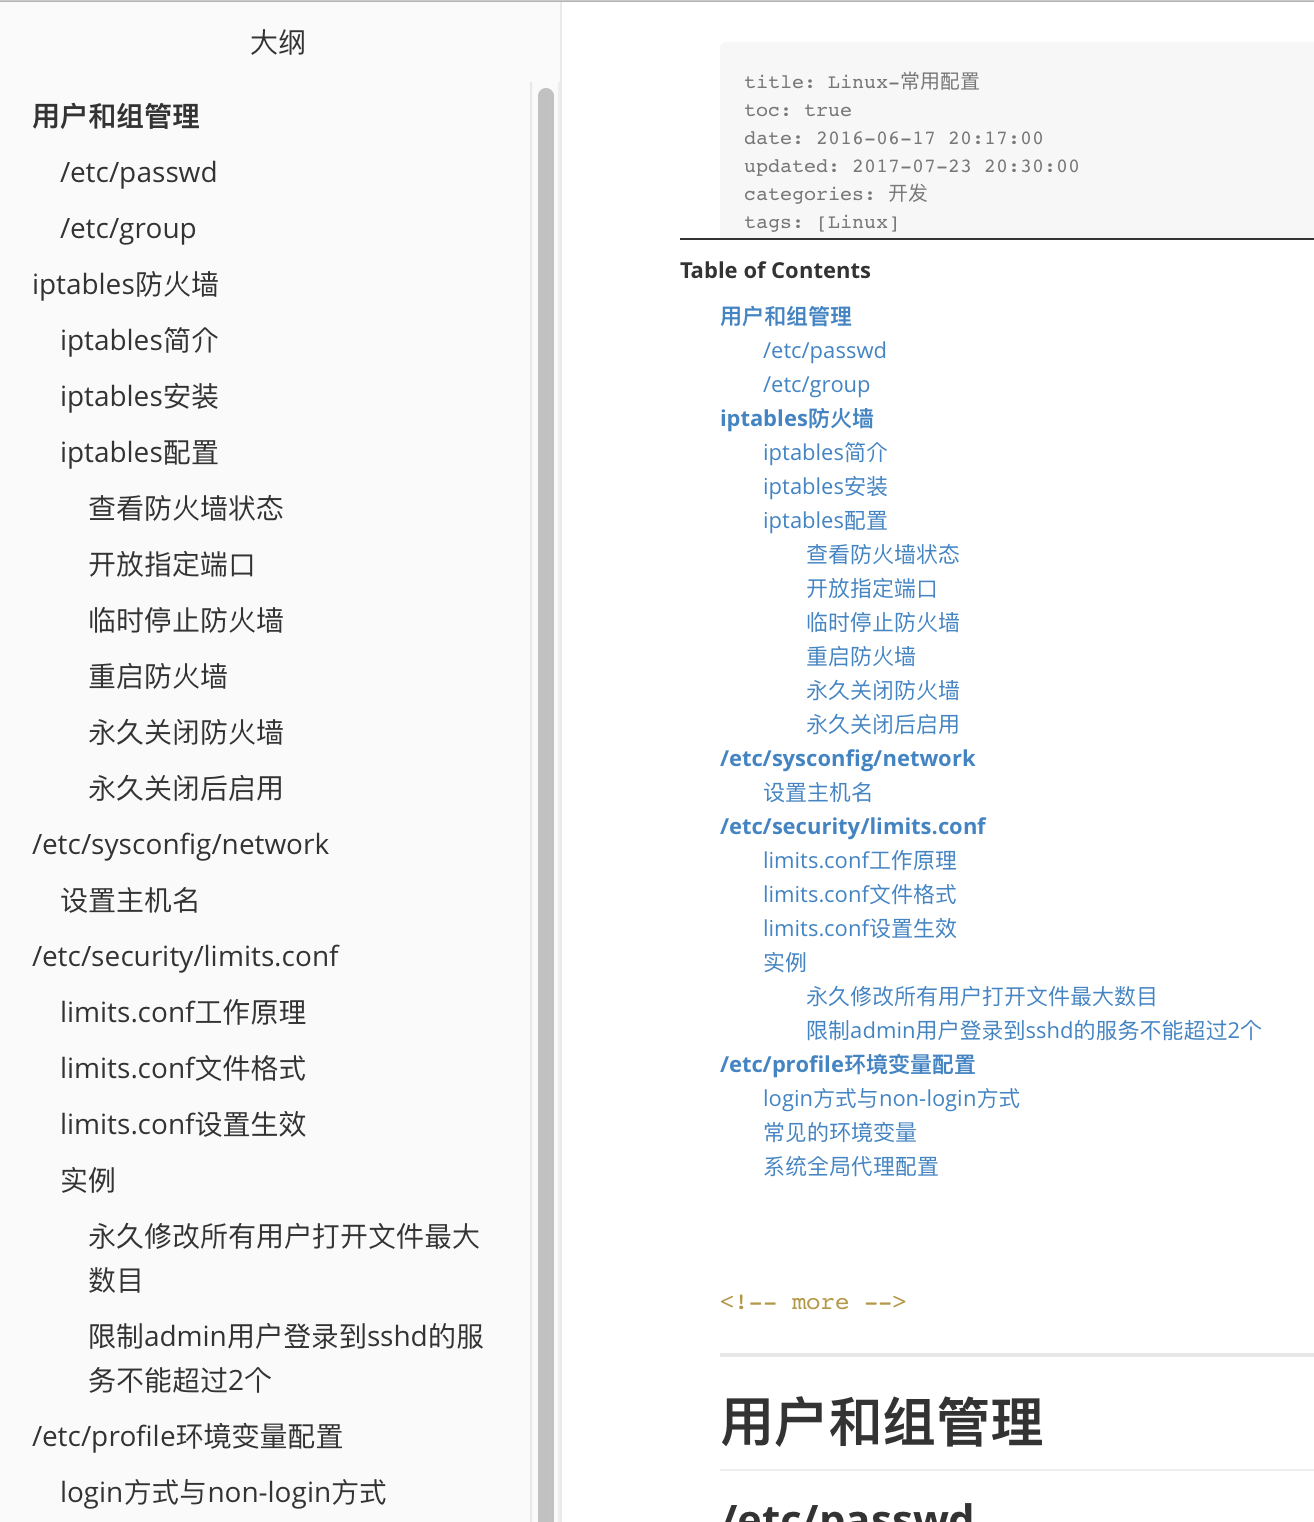 大纲
用户和组管理
/etc/passwd
/etc/group
iptables防火墙
iptables简介
iptables安装
iptables配置
查看防火墙状态
开放指定端口
临时停止防火墙
重启防火墙
永久关闭防火墙
永久关闭后启用
/etc/sysconfig/network
设置主机名
/etc/security/limits.conf
limits.conf工作原理
limits.conf文件格式
limits.conf设置生效
实例
永久修改所有用户打开文件最大
数目
限制admin用户登录到sshd的服
务不能超过2个
/etc/profile环境变量配置
login方式与non-login方式
title: Linux-常用配置
toc: true
date: 2016-06-17 20:17:00
updated: 2017-07-23 20:30:00
categories: 开发
tags: [Linux]
Table of Contents
用户和组管理
/etc/passwd
/etc/group
iptables防火墙
iptables简介
iptables安装
iptables配置
查看防火墙状态
开放指定端口
临时停止防火墙
重启防火墙
永久关闭防火墙
永久关闭后启用
/etc/sysconfig/network
设置主机名
/etc/security/limits.conf
limits.conf工作原理
limits.conf文件格式
limits.conf设置生效
实例
永久修改所有用户打开文件最大数目
限制admin用户登录到sshd的服务不能超过2个
/etc/profile环境变量配置
login方式与non-login方式
常见的环境变量
系统全局代理配置
<!-- more -->
用户和组管理
/etc/passwd